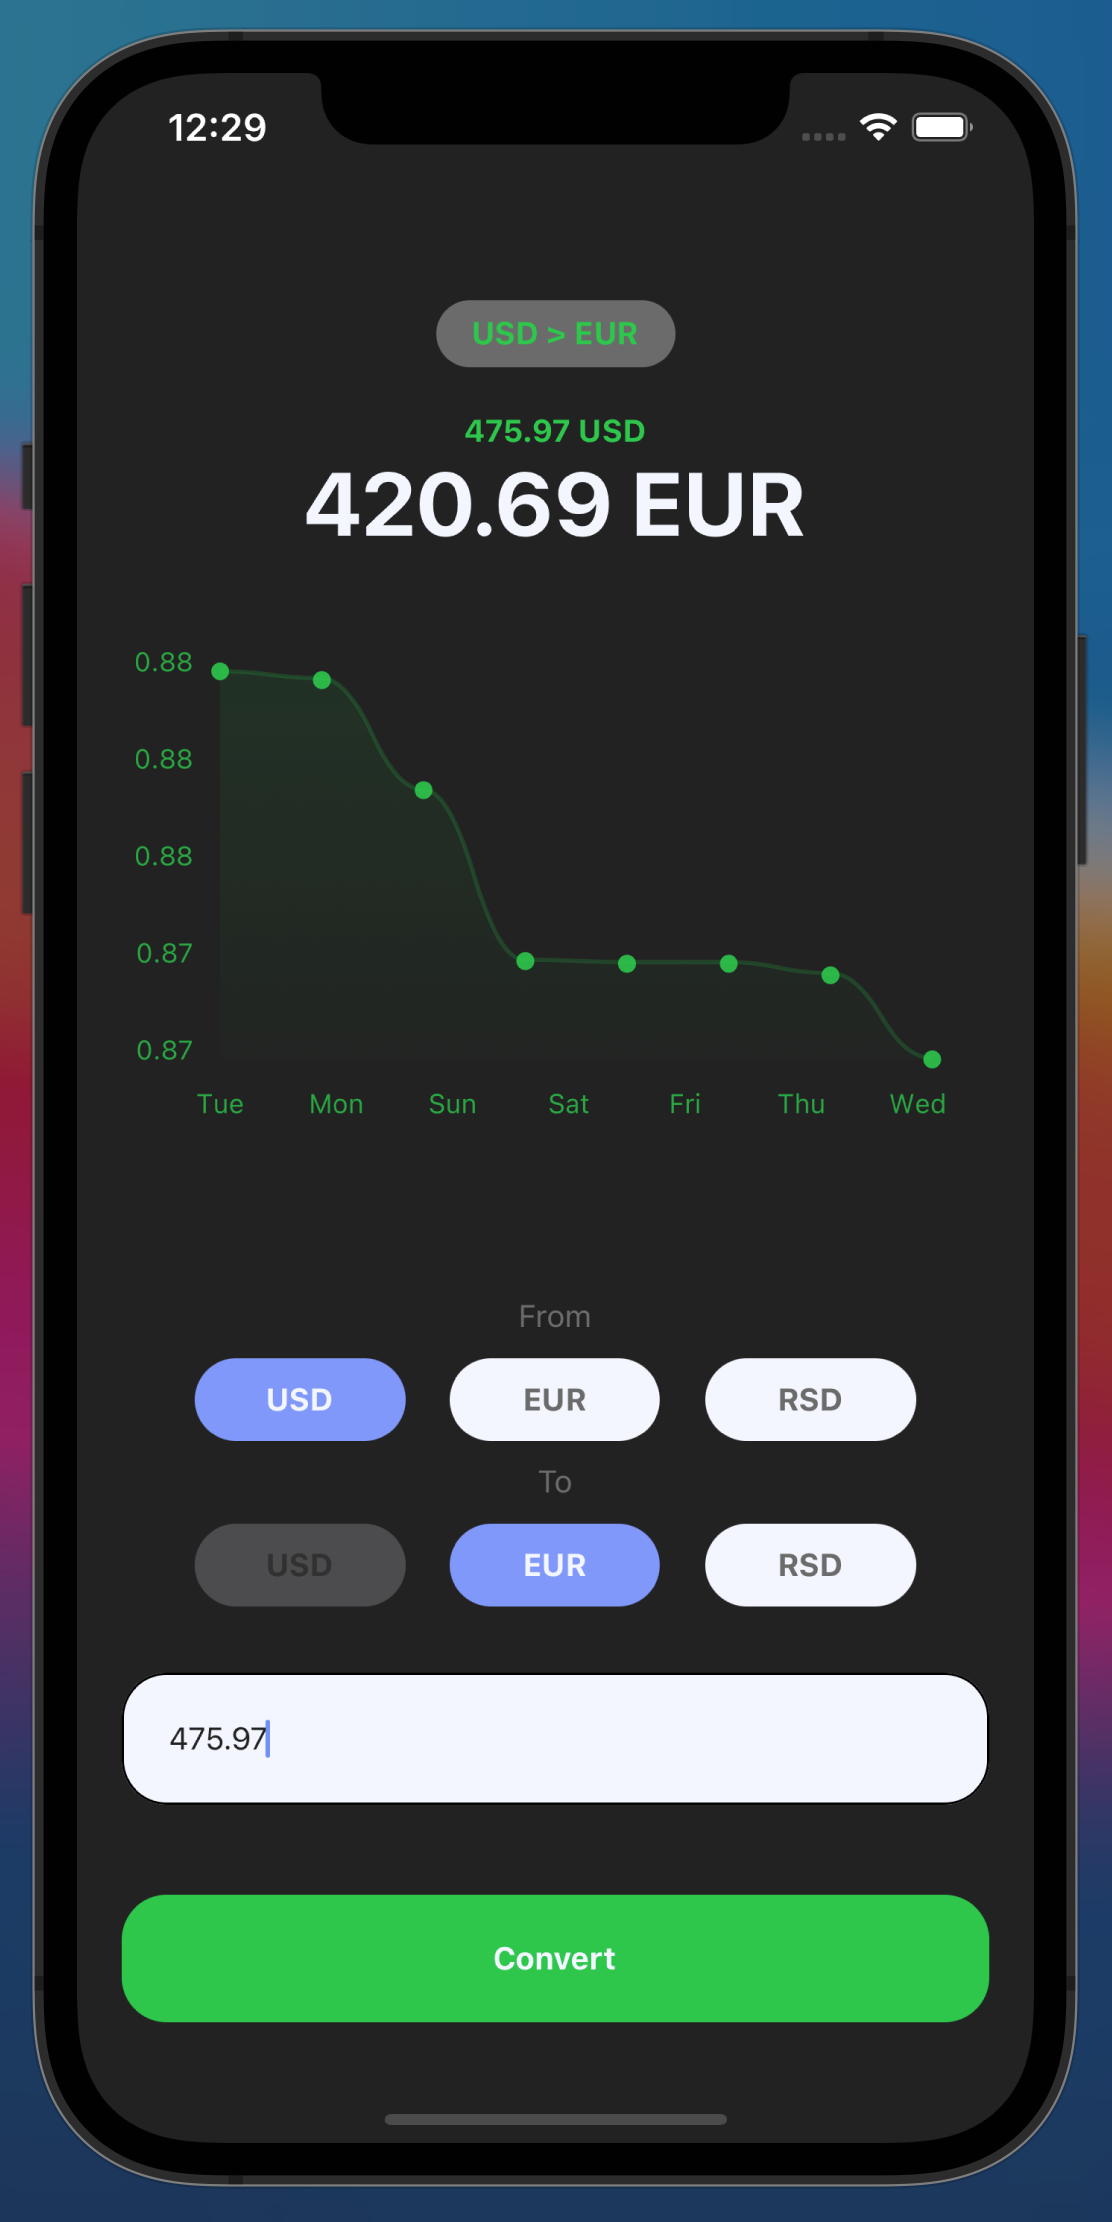 12:29
USD > EUR
475.97 USD
420.69 EUR
0.88
0.88
0.88
0.87
0.87
Tue Mon Sun Sat Fri Thu Wed
From
USD EUR RSD
To
USD EUR RSD
475.97
Convert